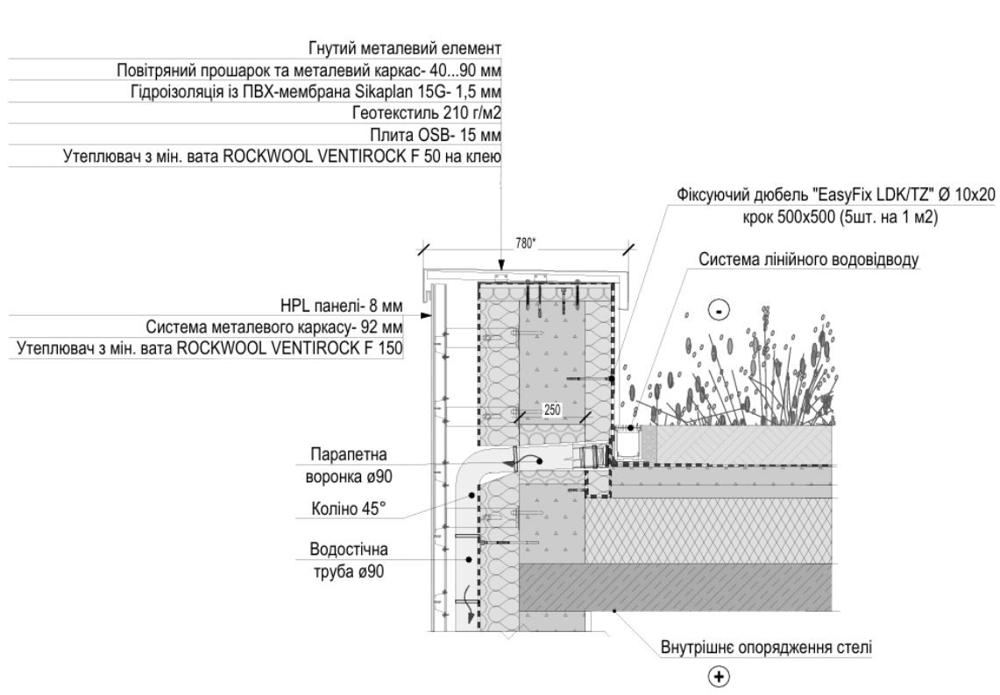 Гнутий металевий елемент
Повітряний прошарок та металевий каркас- 40...90 мм
Гідроізоляція із ПВХ-мембрана Sikaplan 15G- 1,5 мм
Геотекстиль 210 г/м2
Плита OSB- 15 мм
Утеплювач з мін. вата ROCKWOOL VENTIROCK F 50 на клею
Фіксуючий дюбель "EasyFix LDK/TZ" Ø 10x20
крок 500x500 (5шт. на 1 м2)
780*
Система лінійного водовідводу
HPL панелі- 8 мм
Система металевого каркасу- 92 мм
Утеплювач з мін. вата ROCKWOOL VENTIROCK F 150
-
250
Парапетна
воронка ø90
Коліно 45°
Водостічна
труба ø90
Внутрішнє опорядження стелі
+